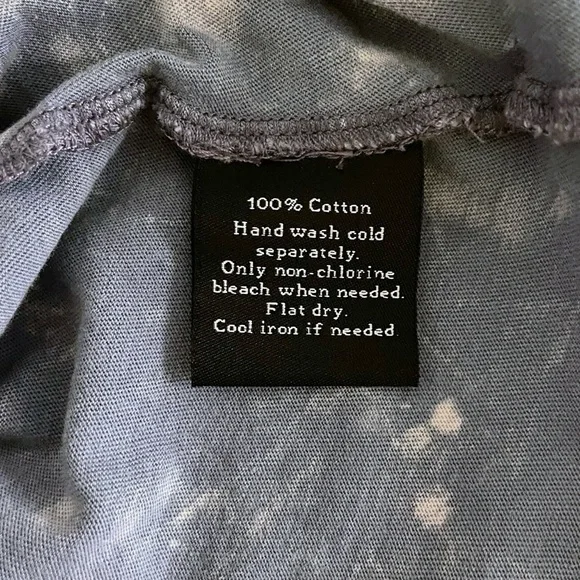 100% Cotton
Hand wash cold
separately.
Only non-chlorine
bleach when needed.
Flat dry.
Cool iron if needed.